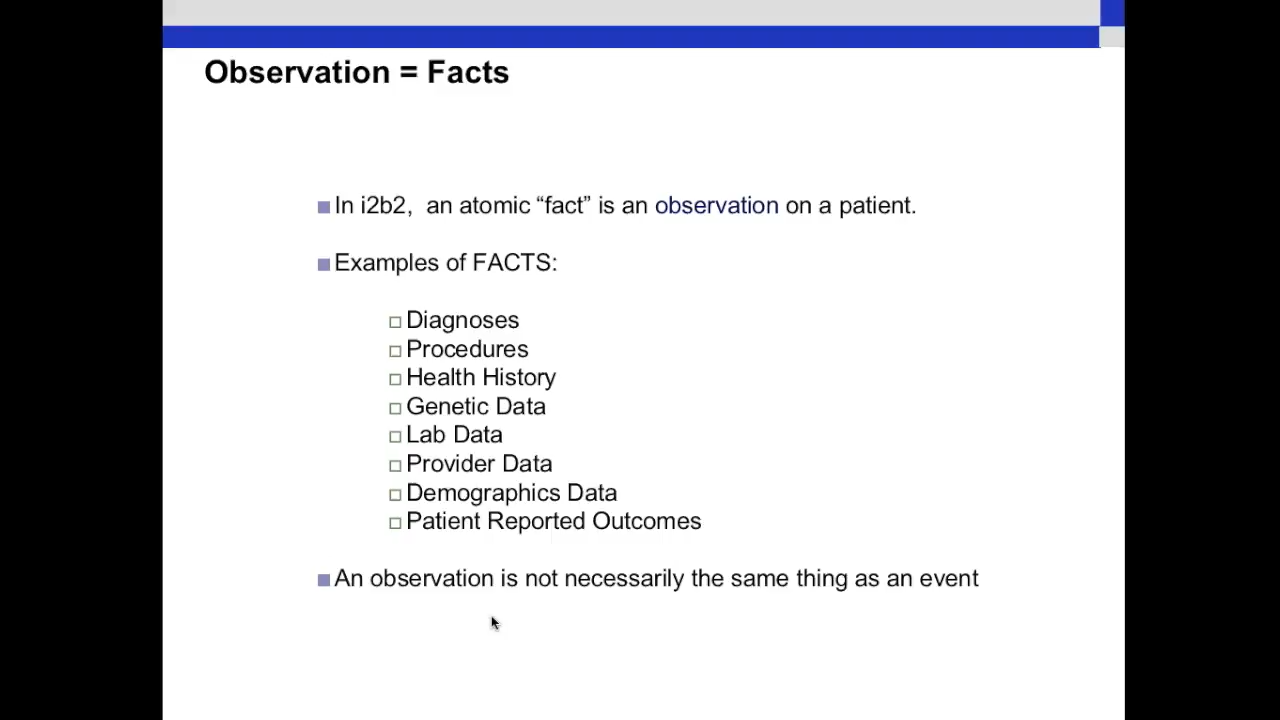 Observation = Facts
In i2b2,  an atomic “fact” is an observation on a patient.
Examples of FACTS:
Diagnoses
Procedures
Health History
Genetic Data
Lab Data
Provider Data
Demographics Data
Patient Reported Outcomes
An observation is not necessarily the same thing as an event